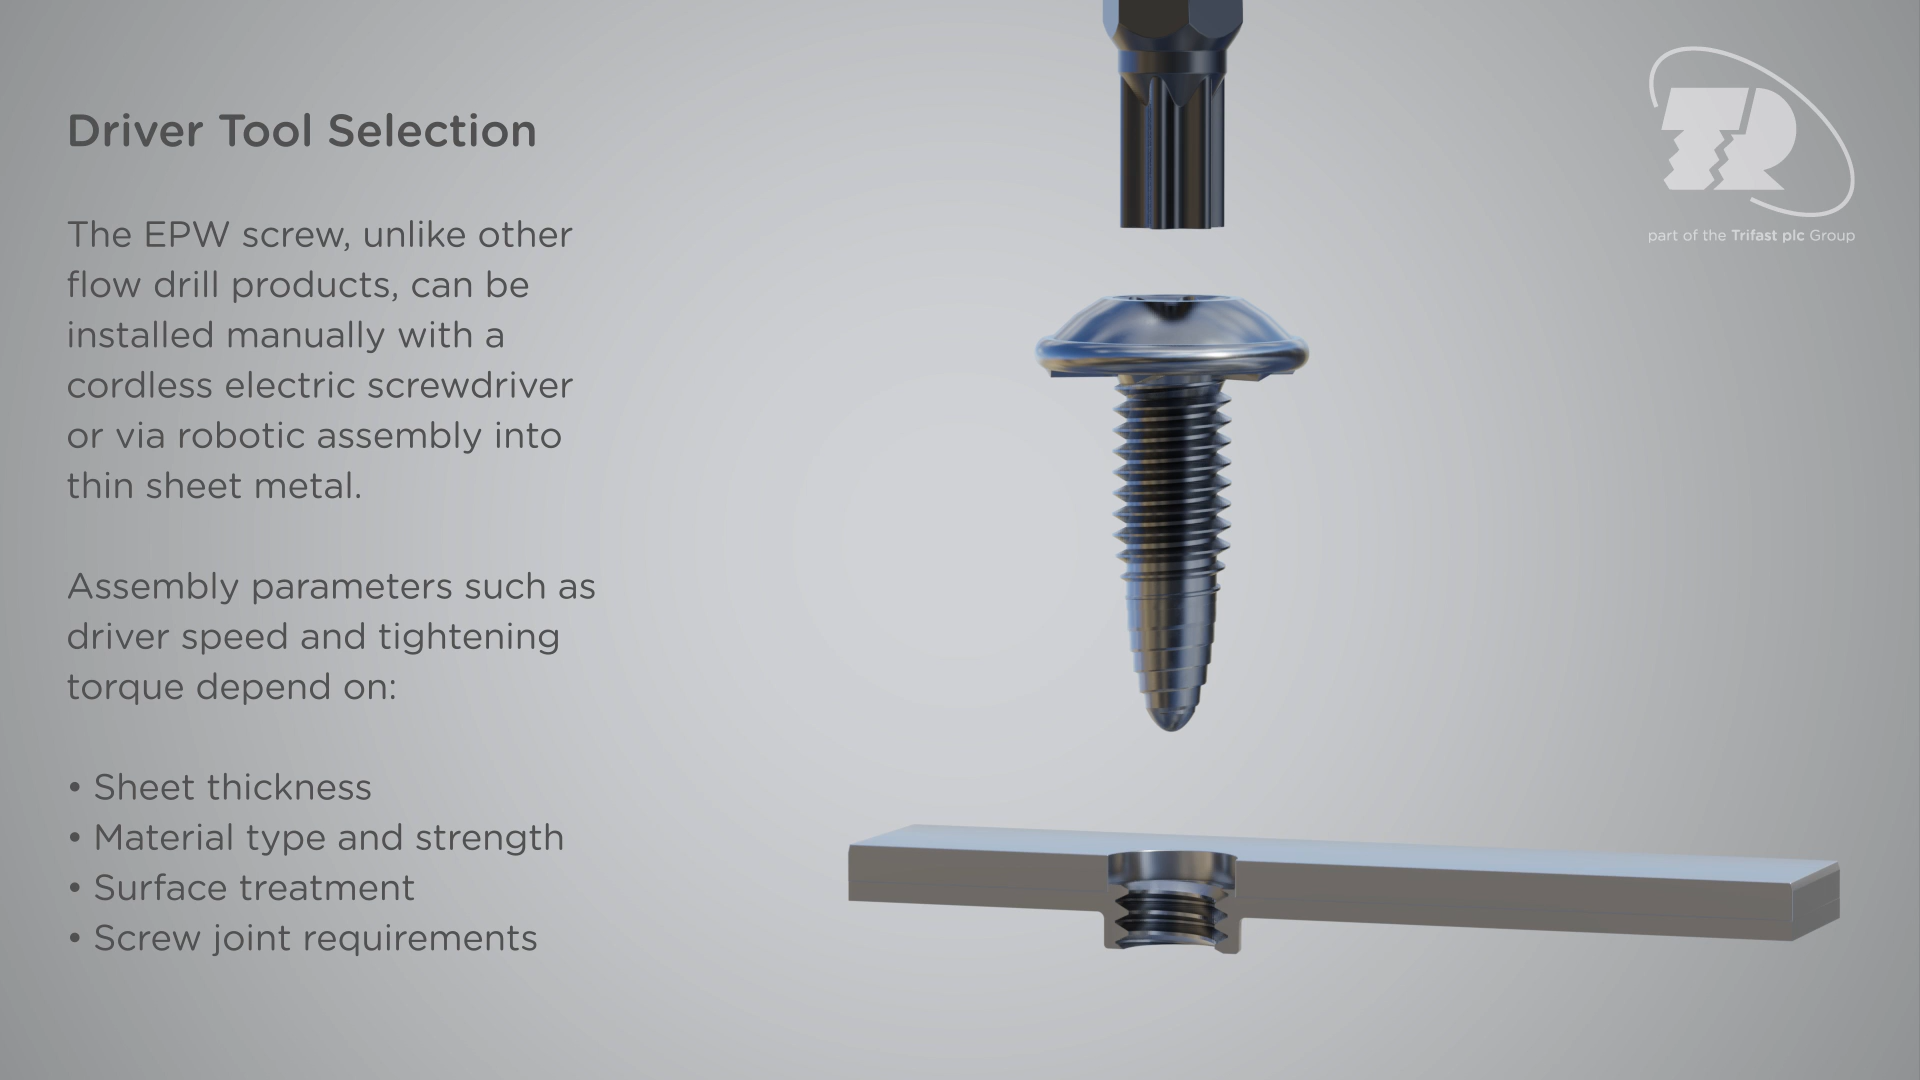 Driver Tool Selection
The EPW screw, unlike other
flow drill products, can be
installed manually with a
cordless electric screwdriver
or via robotic assembly into
thin sheet metal.
Assembly parameters such as
driver speed and tightening
torque depend on:
• Sheet thickness
• Material type and strength
• Surface treatment
• Screw joint requirements
TR
part of the Trifast plc Group